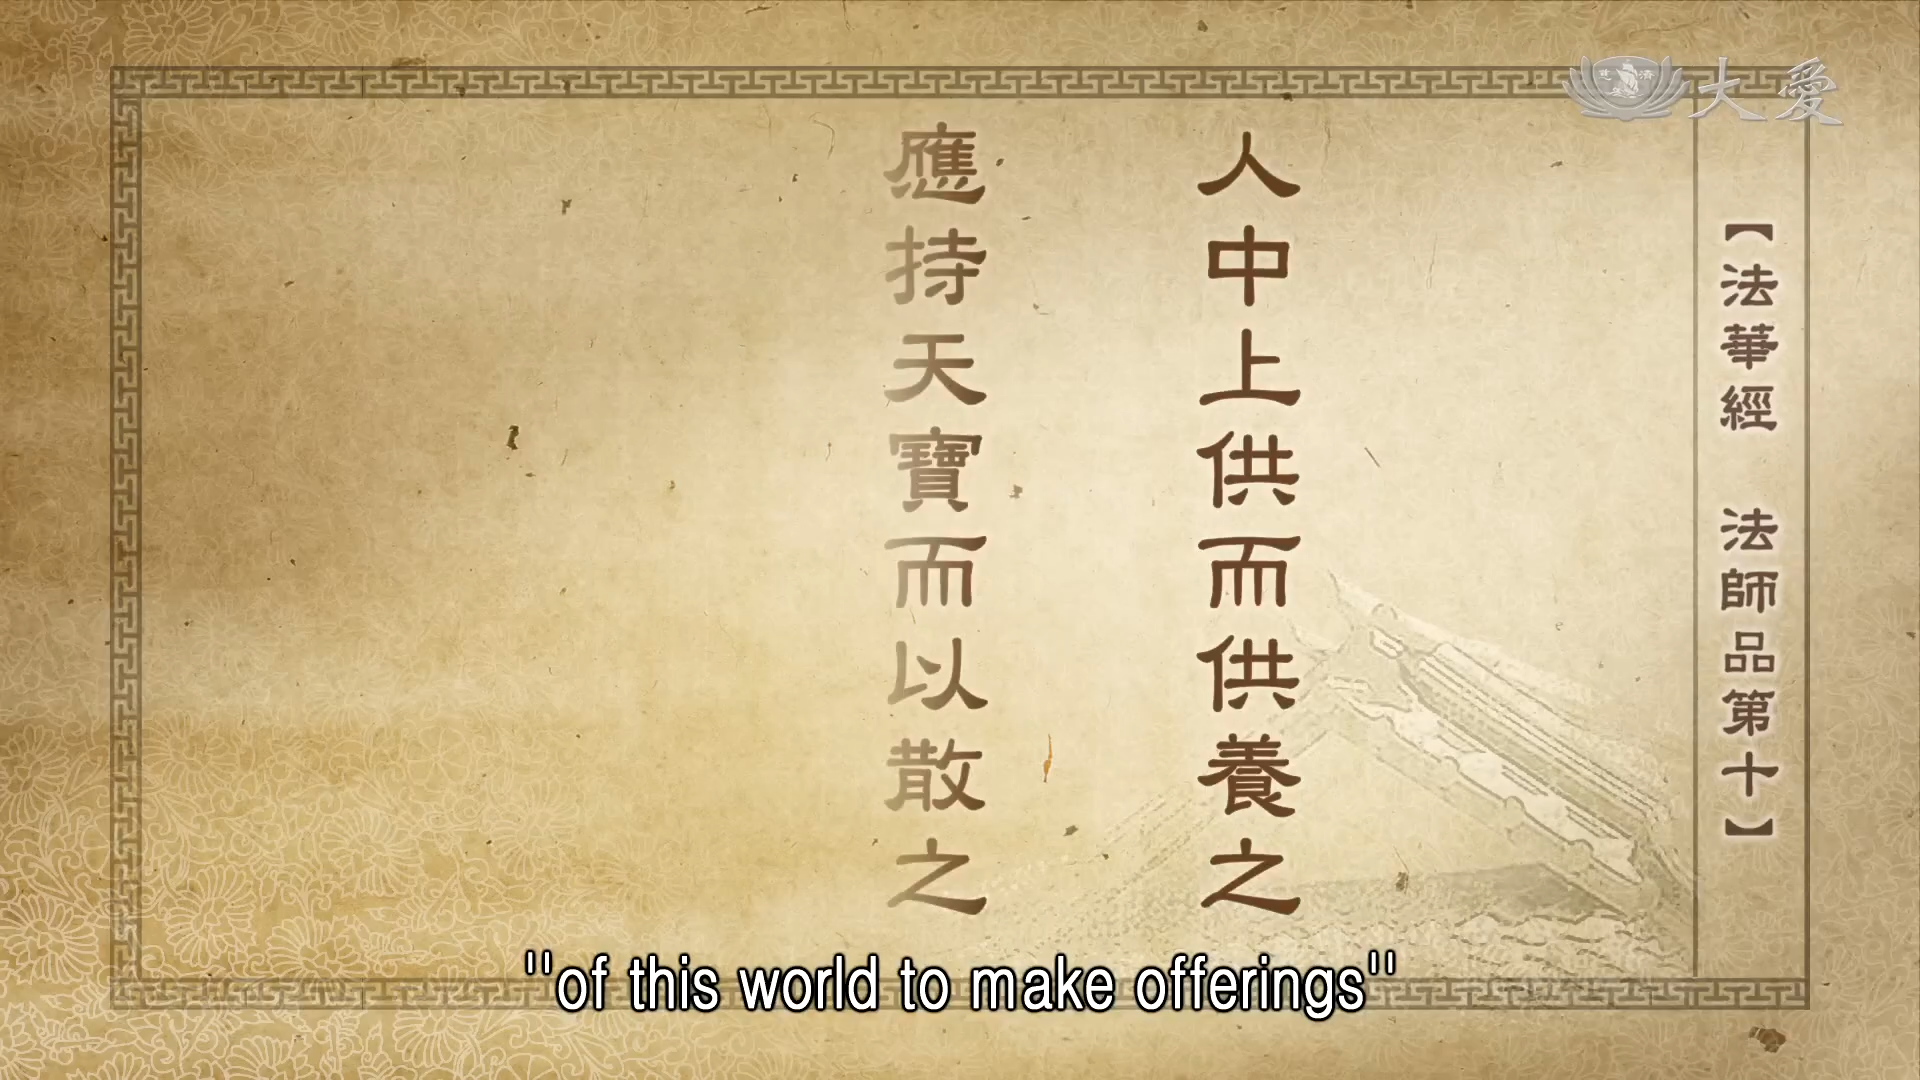 大愛
【法華經 法師品第十】
人中上供而供養之
應持天寶而以散之
"of this world to make offerings"